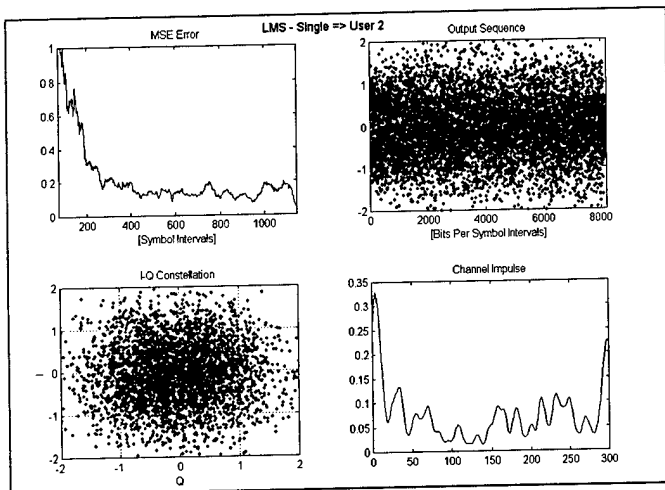 LMS - Single => User 2
MSE Error
1
0.8
0.6
0.4
0.2
0
200 400 600 800 1000
[Symbol Intervals]
Output Sequence
2
1
0
-1
-2
0 2000 4000 6000 8000
[Bits Per Symbol Intervals]
I-Q Constellation
2
1
0
-1
-2
-2 -1 0 1 2
I
Q
Channel Impulse
0.35
0.3
0.25
0.2
0.15
0.1
0.05
0
0 50 100 150 200 250 300